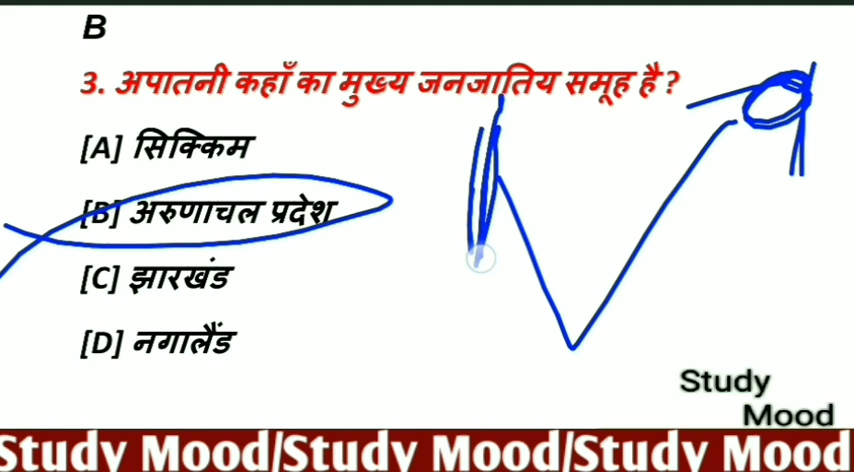 B
3. अपातनी कहाँ का मुख्य जनजातिय समूह है?
[A] सिक्किम
[B] अरुणाचल प्रदेश
[C] झारखंड
[D] नगालैंड
Study
Mood
Study Mood/Study Mood/Study Mood